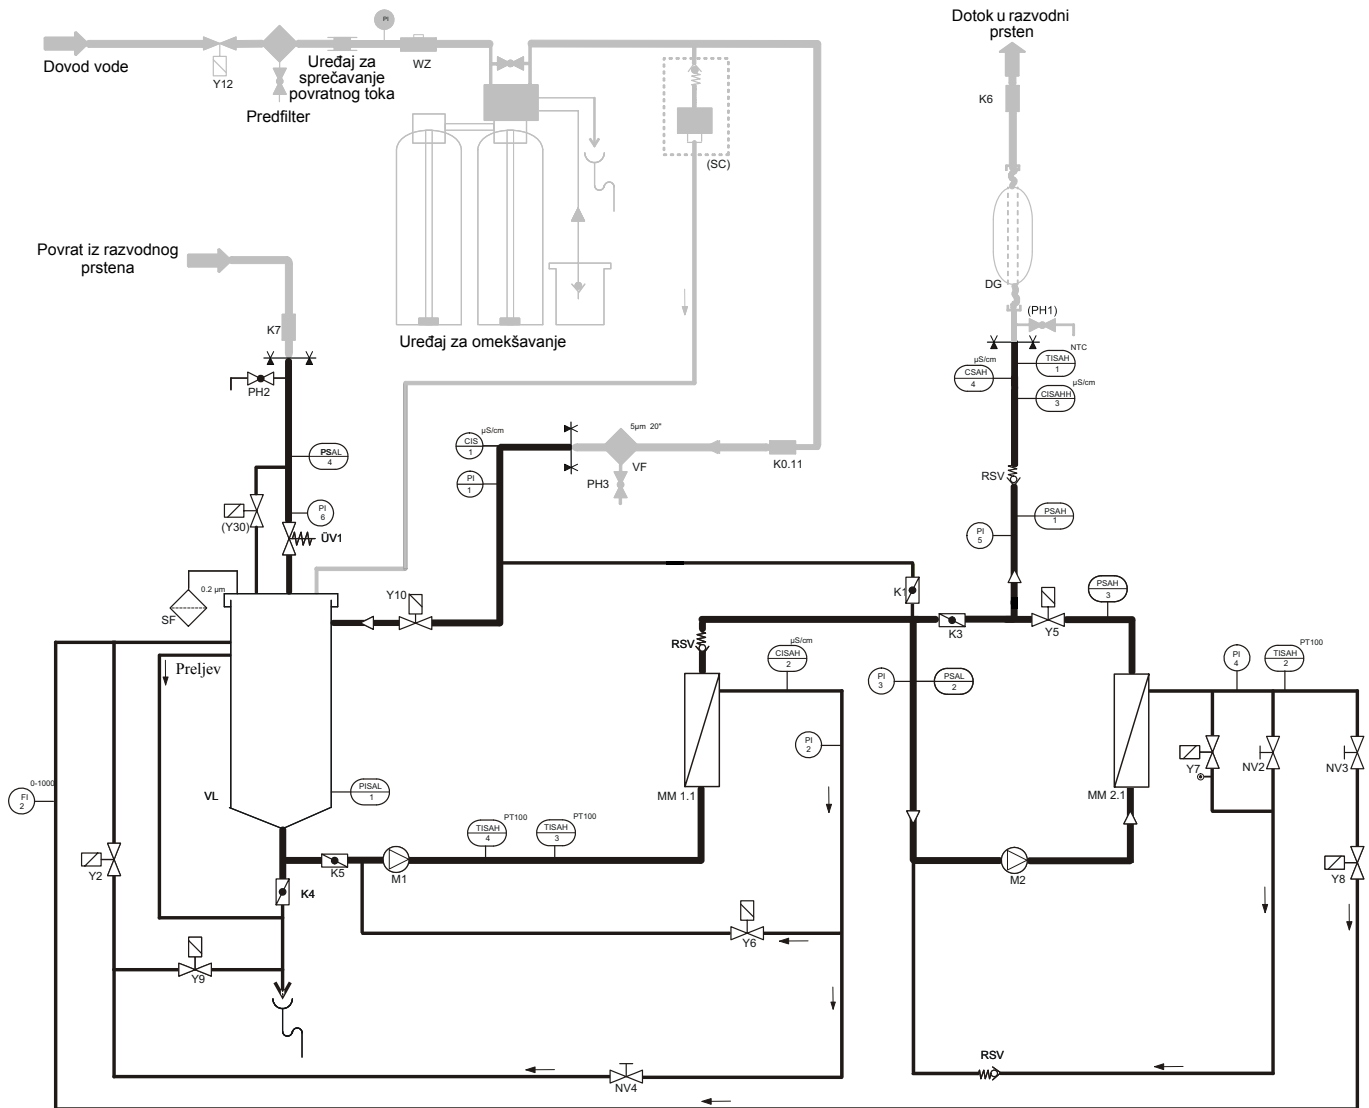 Dotok u razvodni
prsten
PI
Dovod vode
Y12
Uređaj za
sprečavanje
povratnog toka
WZ
Predfilter
K6
(SC)
Povrat iz razvodnog
prstena
K7
DG
(PH1)
Uređaj za omekšavanje
NTC
µS/cm
TISAH
1
CSAH
4
µS/cm
CISAHH
3
PH2
µS/cm
CIS
1
5µm 20"
VF
K0.11
PSAL
4
PI
1
PH3
RSV
(Y30)
PI
6
ÜV1
PSAH
1
PI
5
0.2 µm
SF
Y10
K1
PSAH
3
K3
Y5
RSV
µS/cm
CISAH
2
Preljev
PI
3
PSAL
2
PI
4
TISAH
2
PT100
PI
2
Y7
NV2
NV3
0-1000
FI
2
VL
PISAL
1
MM 1.1
MM 2.1
TISAH
4
PT100
TISAH
3
PT100
Y2
K5
M1
M2
Y8
K4
Y6
Y9
RSV
NV4